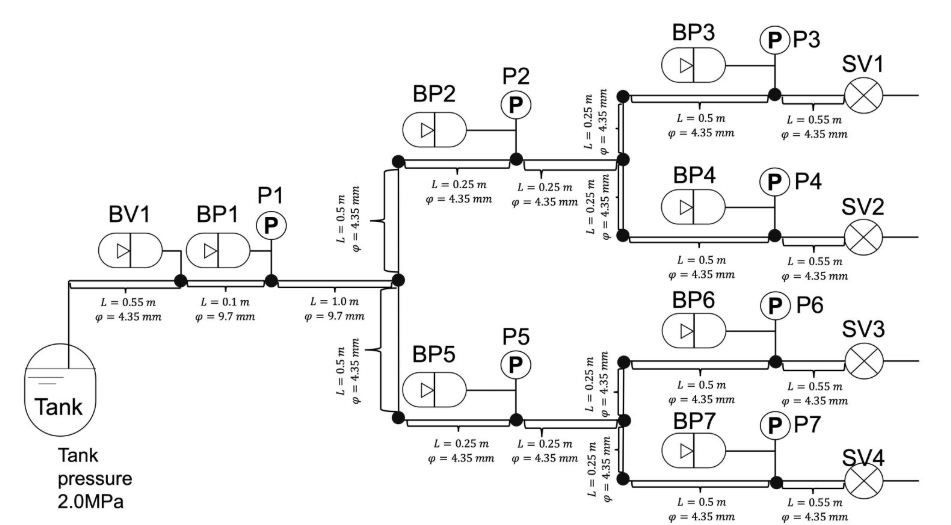 BP3
P
P3
SV1
L = 0.5 m
φ = 4.35 mm
L = 0.55 m
φ = 4.35 mm
P2
BP2
P
L = 0.25 m
φ = 4.35 mm
L = 0.25 m
φ = 4.35 mm
L = 0.25 m
φ = 4.35 mm
L = 0.25 m
φ = 4.35 mm
BP4
P
P4
SV2
L = 0.5 m
φ = 4.35 mm
L = 0.55 m
φ = 4.35 mm
BV1
BP1
P1
P
L = 0.55 m
φ = 4.35 mm
L = 0.1 m
φ = 9.7 mm
L = 1.0 m
φ = 9.7 mm
L = 0.5 m
φ = 4.35 mm
L = 0.5 m
φ = 4.35 mm
BP6
P
P6
SV3
L = 0.5 m
φ = 4.35 mm
L = 0.55 m
φ = 4.35 mm
P5
BP5
P
L = 0.25 m
φ = 4.35 mm
L = 0.25 m
φ = 4.35 mm
L = 0.25 m
φ = 4.35 mm
L = 0.25 m
φ = 4.35 mm
BP7
P
P7
SV4
L = 0.5 m
φ = 4.35 mm
L = 0.55 m
φ = 4.35 mm
Tank
Tank
pressure
2.0MPa